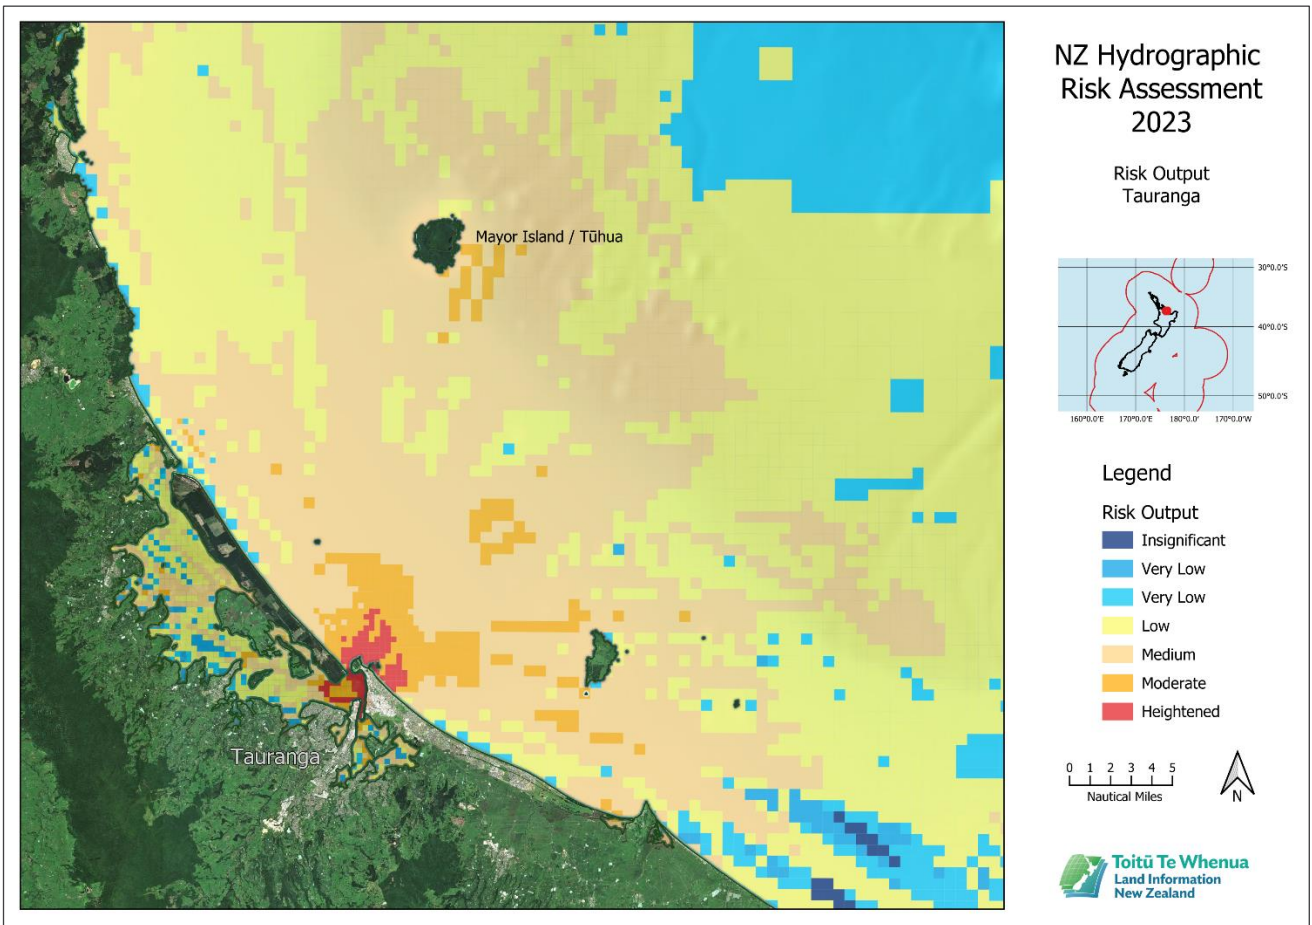 NZ Hydrographic
Risk Assessment
2023
Risk Output
Tauranga
Mayor Island / Tūhua
Tauranga
30°0.0'S
40°0.0'S
50°0.0'S
160°0.0'E 170°0.0'E 180°0.0' 170°0.0'W
Legend
Risk Output
Insignificant
Very Low
Very Low
Low
Medium
Moderate
Heightened
0 1 2 3 4 5
Nautical Miles
N
Toitū Te Whenua
Land Information
New Zealand